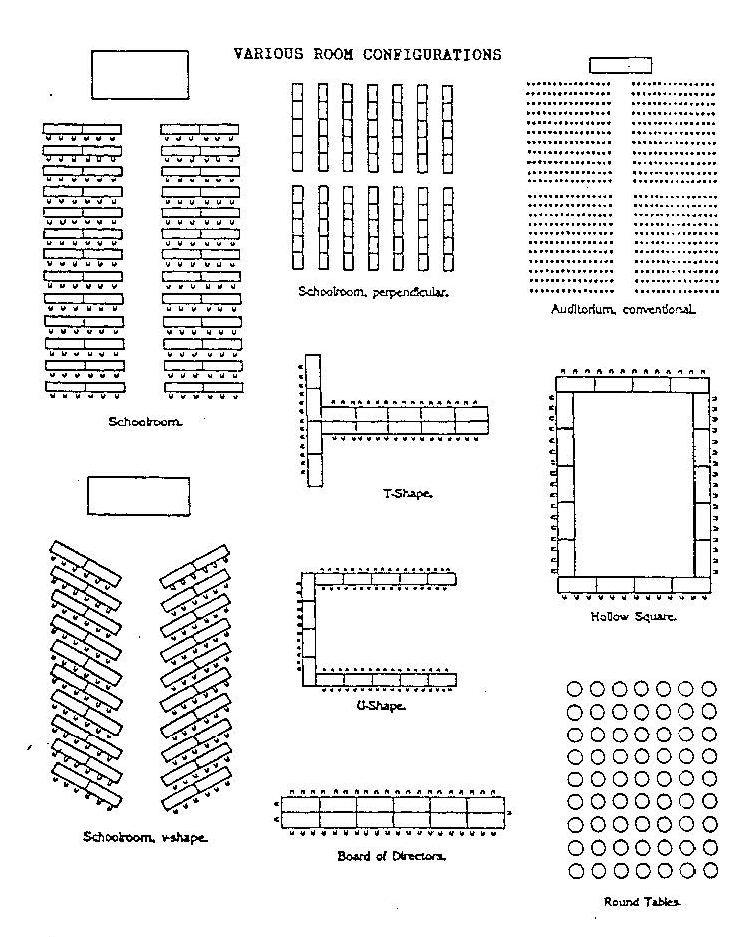 VARIOUS ROOM CONFIGURATIONS
Schoolroom, perpendicular.
Auditorium, conventional.
Schoolroom.
T-Shape.
Hollow Square.
U-Shape.
Schoolroom, v-shape.
Board of Directors.
Round Tables.